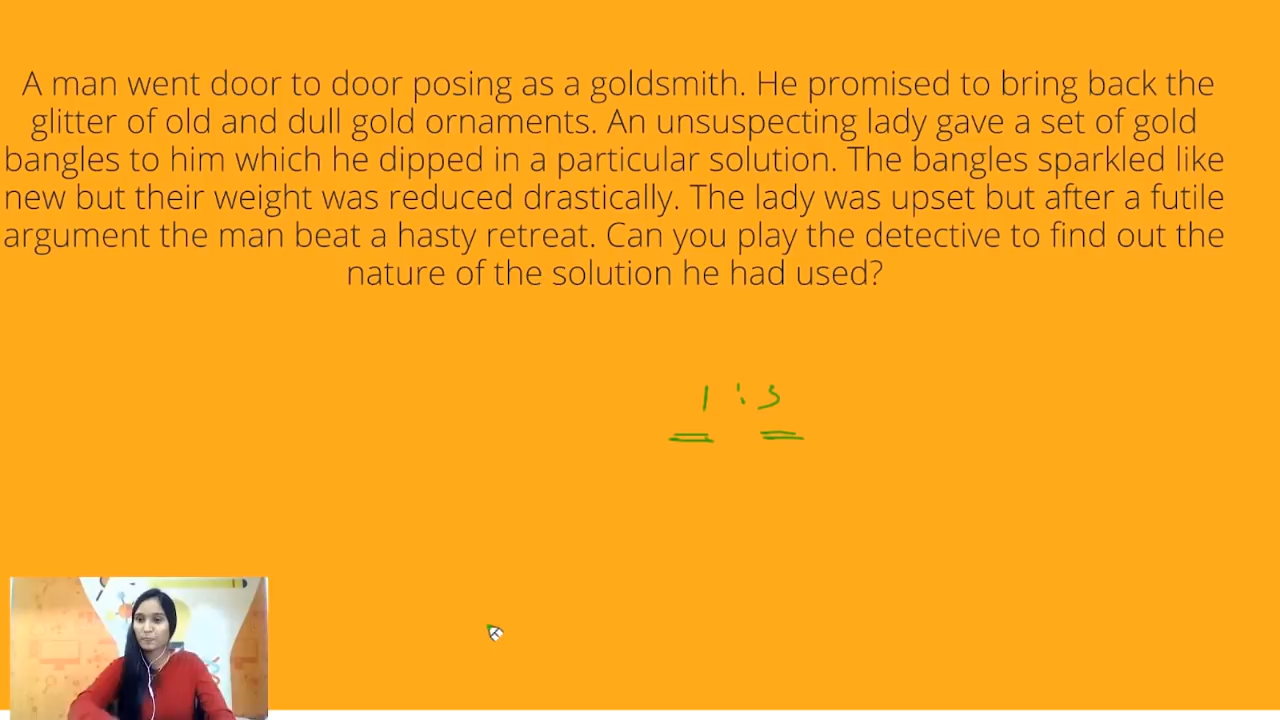 A man went door to door posing as a goldsmith. He promised to bring back the
glitter of old and dull gold ornaments. An unsuspecting lady gave a set of gold
bangles to him which he dipped in a particular solution. The bangles sparkled like
new but their weight was reduced drastically. The lady was upset but after a futile
argument the man beat a hasty retreat. Can you play the detective to find out the
nature of the solution he had used?
1 : 3